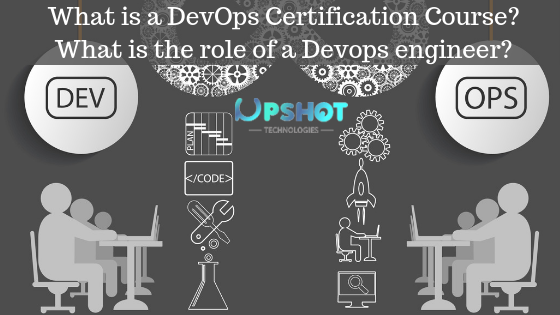 What is a DevOps Certification Course?
What is the role of a Devops engineer?
DEV
OPS
UPSHOT
TECHNOLOGIES
PLAN
</CODE>